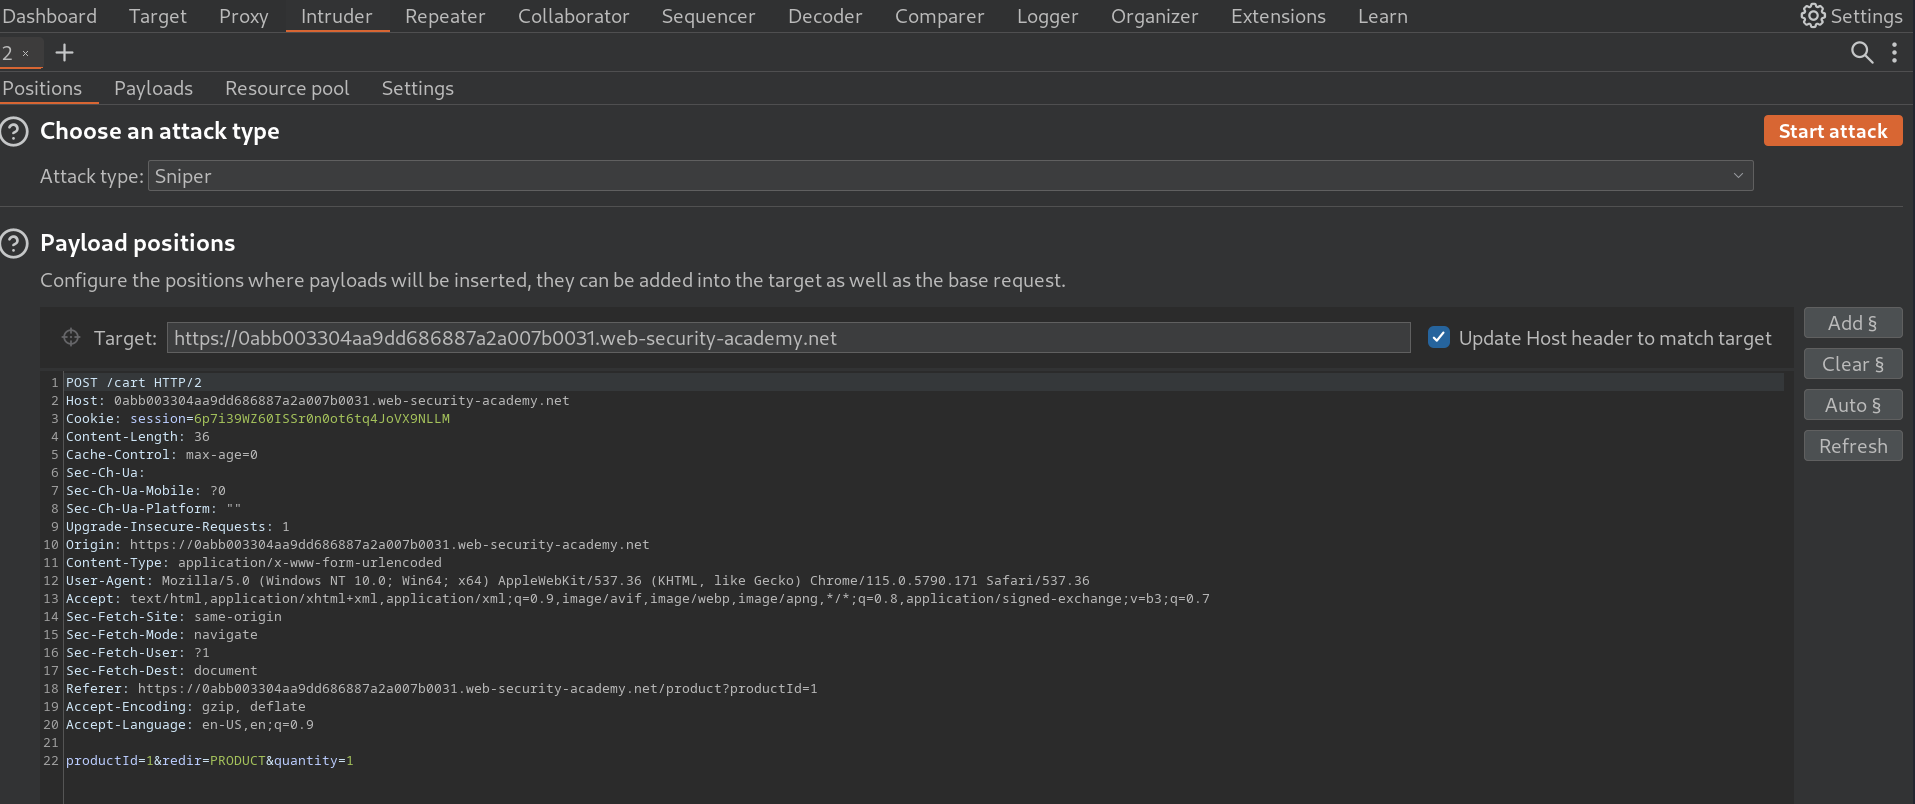 Dashboard Target Proxy Intruder Repeater Collaborator Sequencer Decoder Comparer Logger Organizer Extensions Learn Settings
2 × +
Positions Payloads Resource pool Settings
? Choose an attack type Start attack
Attack type: Sniper
? Payload positions
Configure the positions where payloads will be inserted, they can be added into the target as well as the base request.
Target: https://0abb003304aa9dd686887a2a007b0031.web-security-academy.net Update Host header to match target
Add §
Clear §
Auto §
Refresh
1 POST /cart HTTP/2
2 Host: 0abb003304aa9dd686887a2a007b0031.web-security-academy.net
3 Cookie: session=6p7i39WZ60ISSr0n0ot6tq4JoVX9NLLM
4 Content-Length: 36
5 Cache-Control: max-age=0
6 Sec-Ch-Ua:
7 Sec-Ch-Ua-Mobile: ?0
8 Sec-Ch-Ua-Platform: ""
9 Upgrade-Insecure-Requests: 1
10 Origin: https://0abb003304aa9dd686887a2a007b0031.web-security-academy.net
11 Content-Type: application/x-www-form-urlencoded
12 User-Agent: Mozilla/5.0 (Windows NT 10.0; Win64; x64) AppleWebKit/537.36 (KHTML, like Gecko) Chrome/115.0.5790.171 Safari/537.36
13 Accept: text/html,application/xhtml+xml,application/xml;q=0.9,image/avif,image/webp,image/apng,*/*;q=0.8,application/signed-exchange;v=b3;q=0.7
14 Sec-Fetch-Site: same-origin
15 Sec-Fetch-Mode: navigate
16 Sec-Fetch-User: ?1
17 Sec-Fetch-Dest: document
18 Referer: https://0abb003304aa9dd686887a2a007b0031.web-security-academy.net/product?productId=1
19 Accept-Encoding: gzip, deflate
20 Accept-Language: en-US,en;q=0.9
21
22 productId=1&redir=PRODUCT&quantity=1